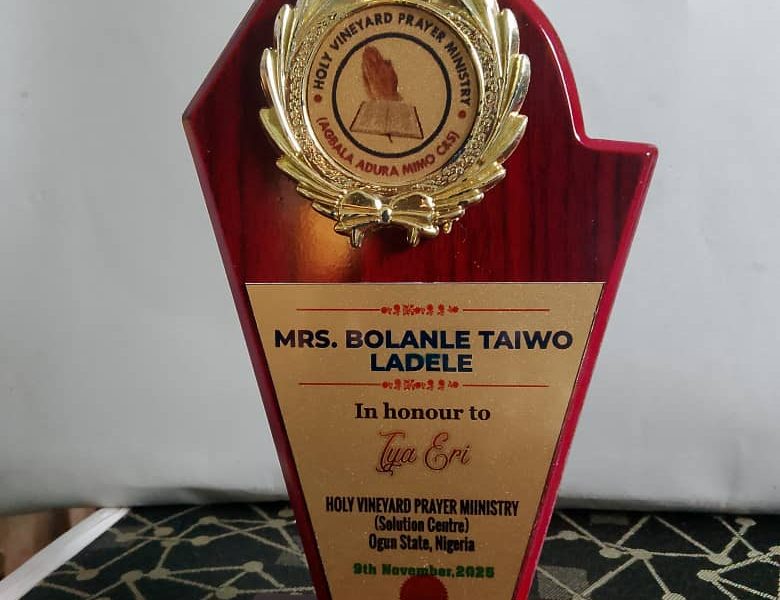 HOLY VINEYARD PRAYER MINISTRY
(AGBALA ADURA MIMO C&S)
MRS. BOLANLE TAIWO
LADELE
In honour to
Iya Eri
HOLY VINEYARD PRAYER MIINISTRY
(Solution Centre)
Ogun State, Nigeria
9th November,2025